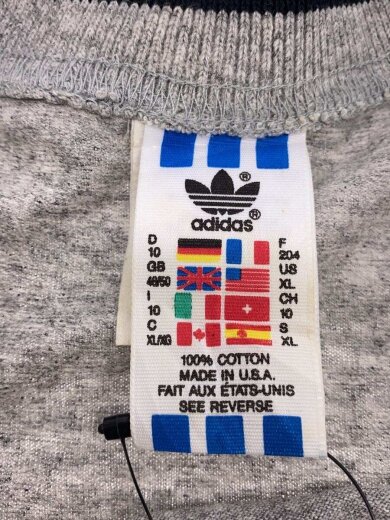 ®
®
adidas
D F
10 204
GB US
48/50 XL
I CH
10 10
C S
XL/XG XL
100% COTTON
MADE IN U.S.A.
FAIT AUX ÉTATS-UNIS
SEE REVERSE